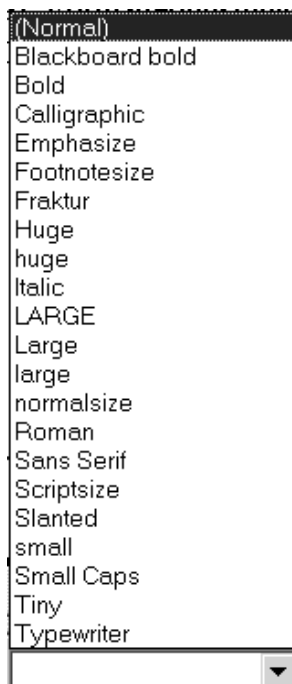 (Normal)
Blackboard bold
Bold
Calligraphic
Emphasize
Footnotesize
Fraktur
Huge
huge
Italic
LARGE
Large
large
normalsize
Roman
Sans Serif
Scriptsize
Slanted
small
Small Caps
Tiny
Typewriter